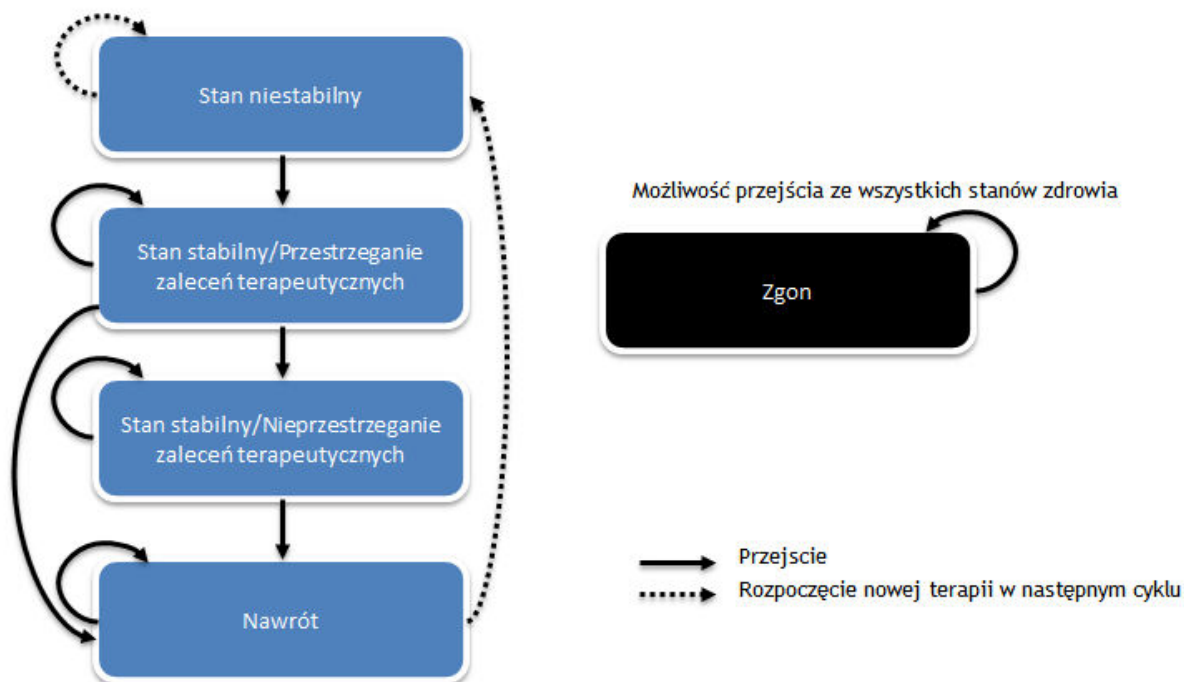 Stan niestabilny
Stan stabilny/Przestrzeganie
zaleceń terapeutycznych
Stan stabilny/Nieprzestrzeganie
zaleceń terapeutycznych
Nawrót
Możliwość przejścia ze wszystkich stanów zdrowia
Zgon
Przejscie
Rozpoczęcie nowej terapii w następnym cyklu